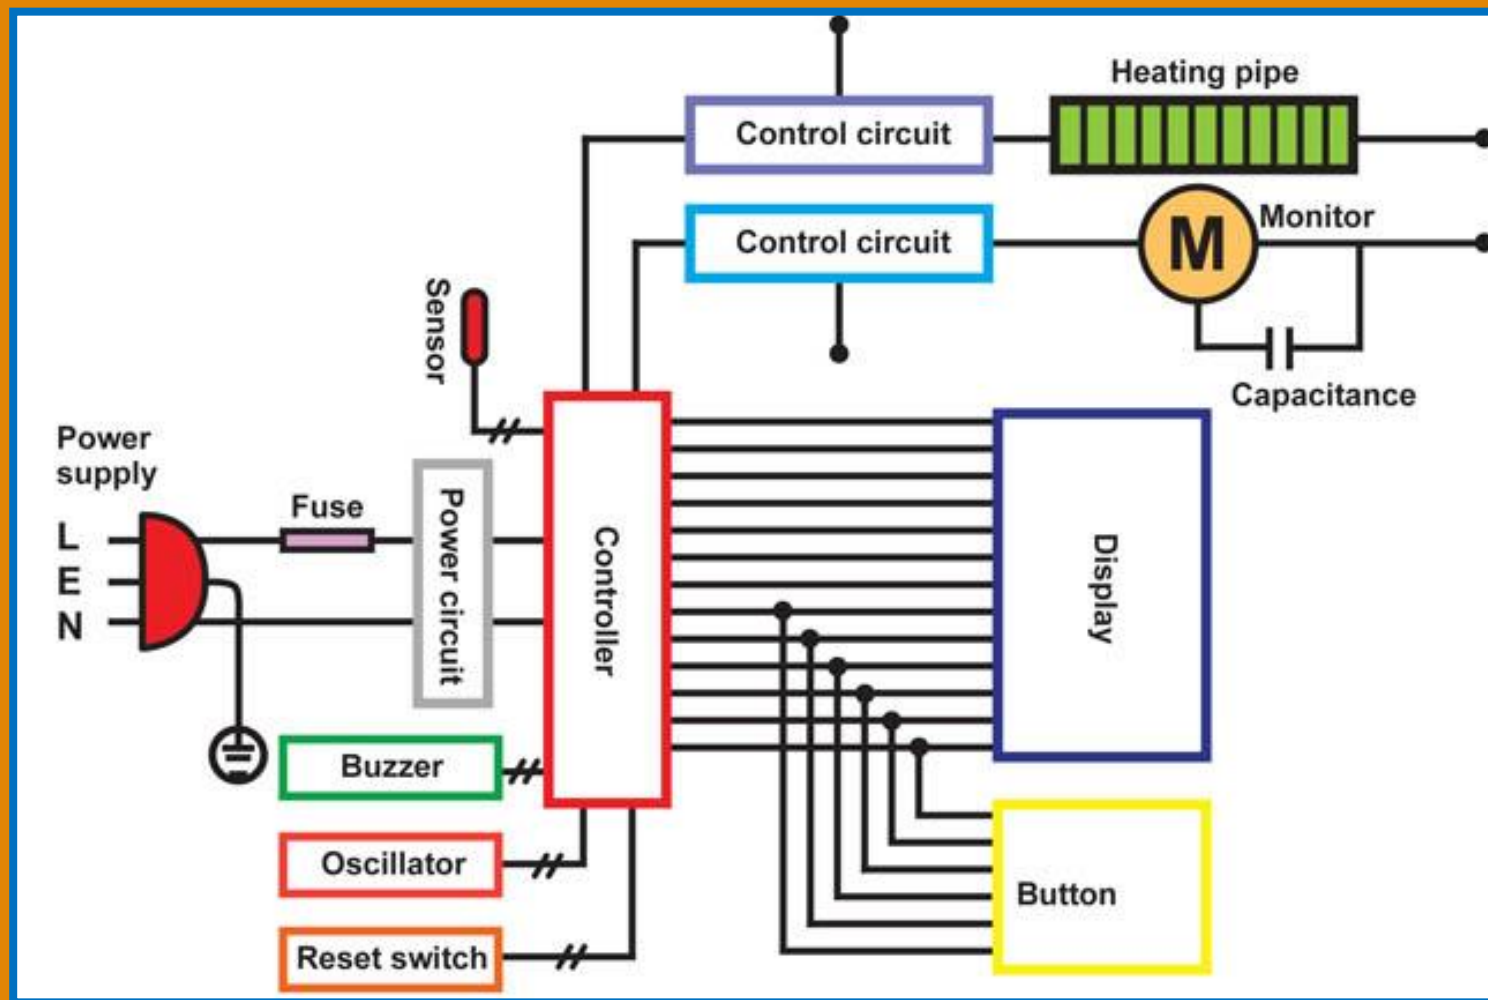 Heating pipe
Control circuit
Control circuit
M
Monitor
Capacitance
Sensor
Power
supply
Fuse
L
E
N
Power circuit
Controller
Display
Buzzer
Oscillator
Reset switch
Button